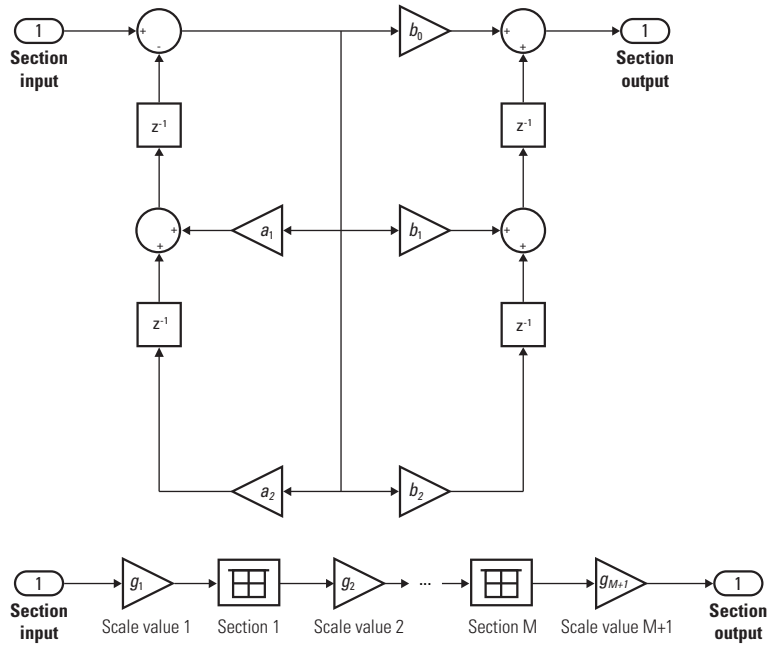 1
+
-
b0
+
+
1
Section
input
Section
output
z-1
z-1
+
+
a1
b1
+
+
z-1
z-1
a2
b2
1
g1
g2
...
gM+1
1
Section
input
Scale value 1
Section 1
Scale value 2
Section M
Scale value M+1
Section
output